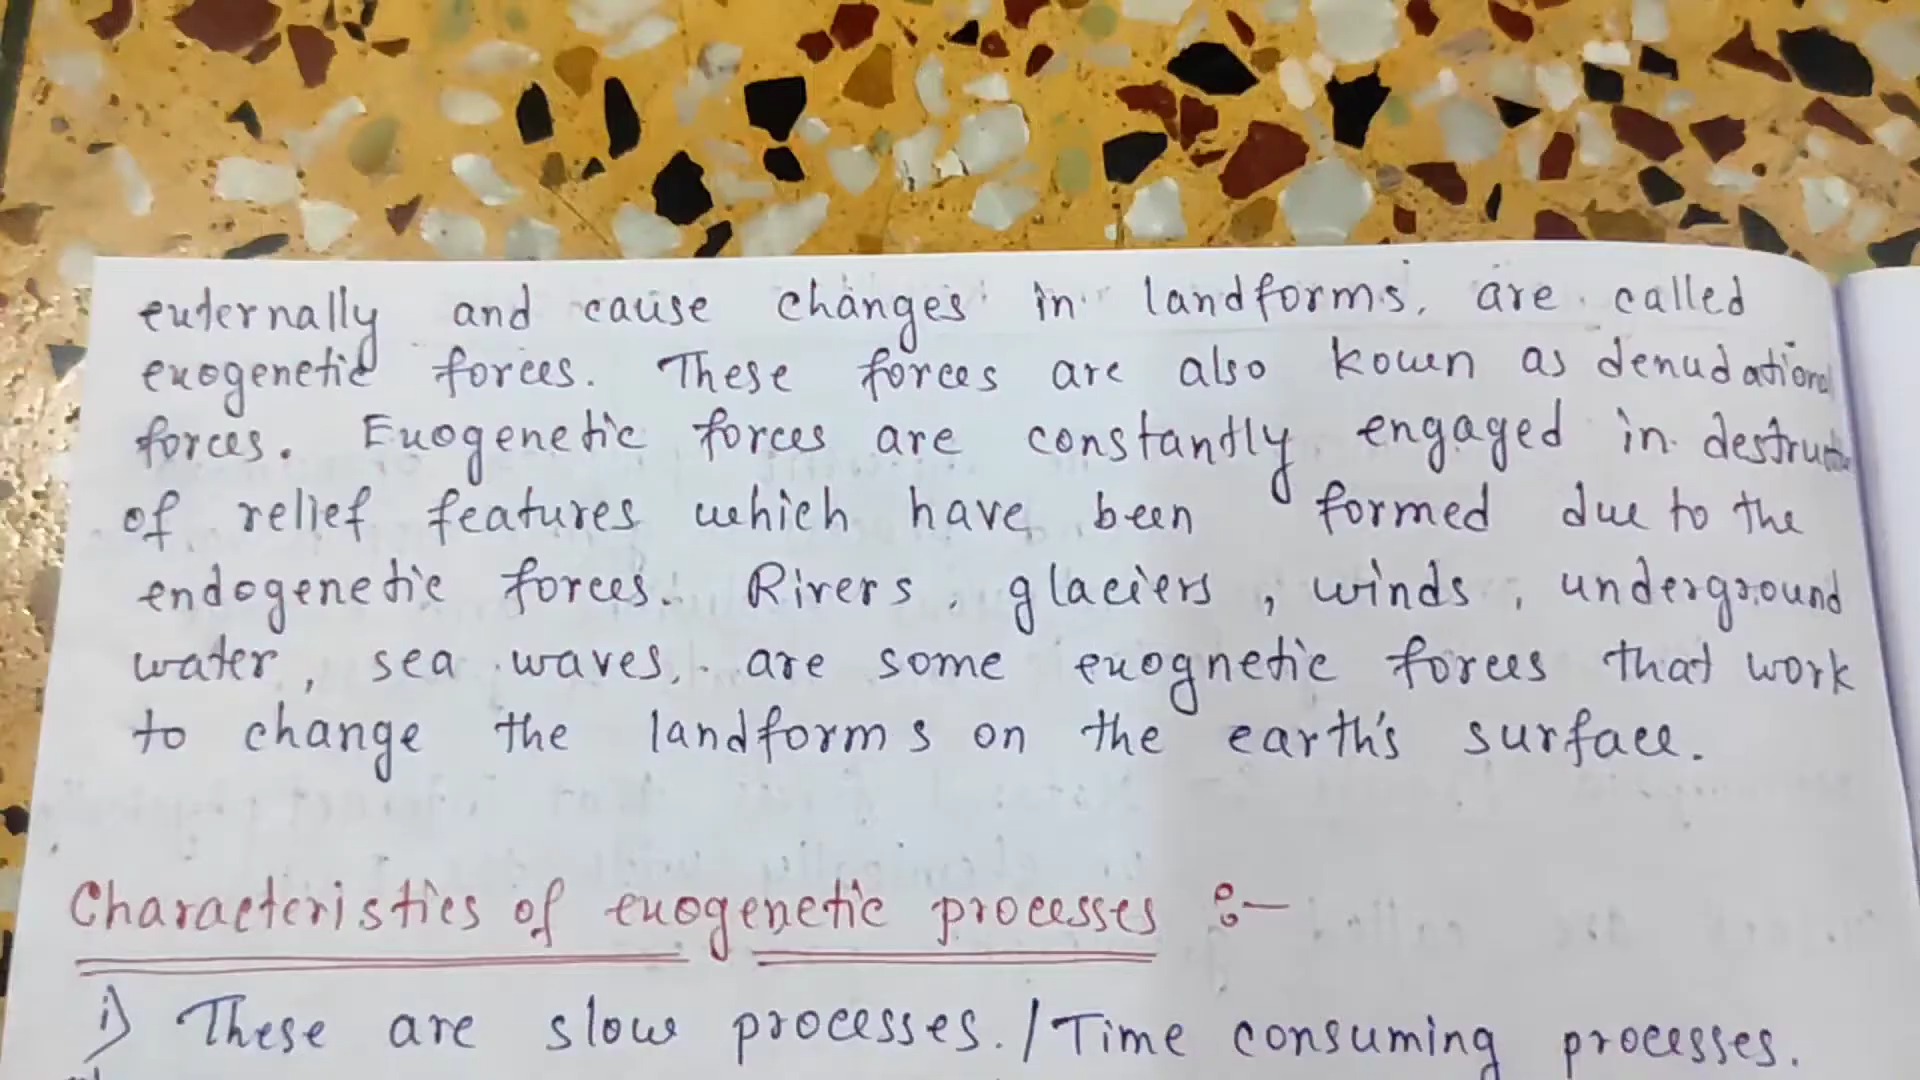 externally and cause changes in landforms, are called
exogenetic forces. These forces are also kown as denudational
forces. Exogenetic forces are constantly engaged in
of relief features which have been formed due to the
endogenetic forces. Rivers, glaciers, winds, underground
water, sea waves, are some exognetic forces that work
to change the landforms on the earth's surface.
Characteristics of exogenetic processes :-
i) These are slow processes. / Time consuming processes.